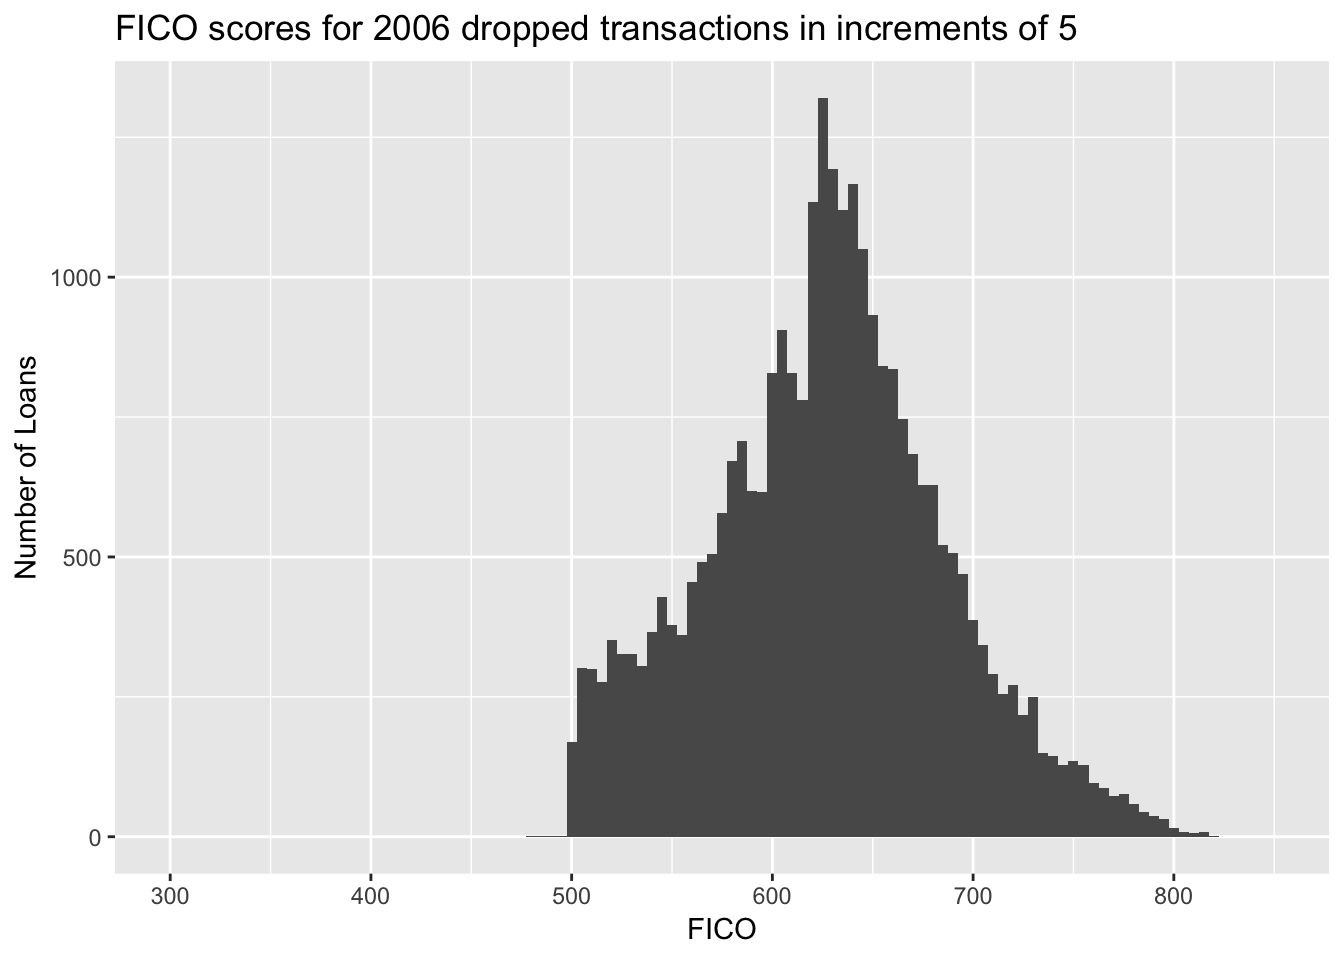 FICO scores for 2006 dropped transactions in increments of 5
Number of Loans
1000
500
0
300 400 500 600 700 800
FICO